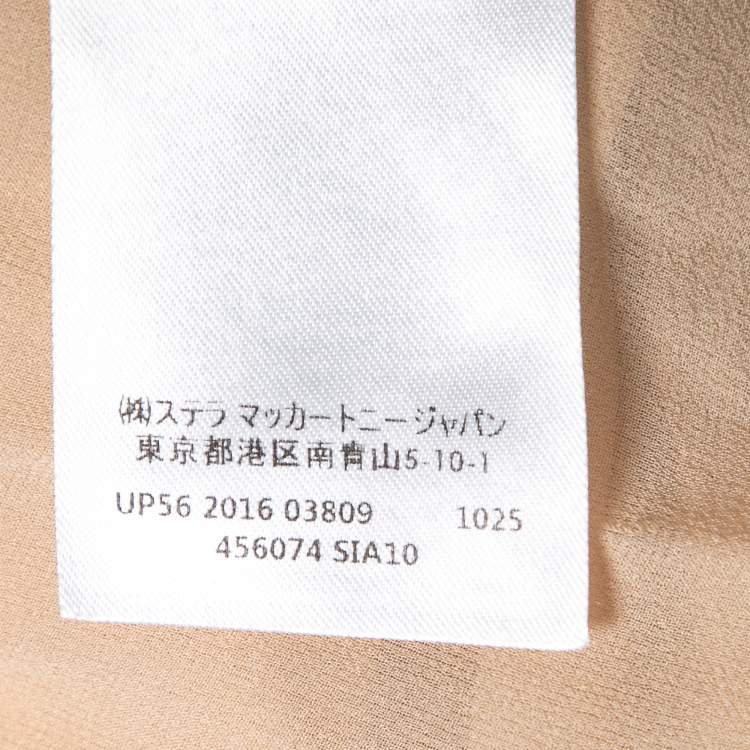 (株)ステラ マッカートニージャパン
東京都港区南青山5-10-1
UP56 2016 03809 1025
456074 SIA10